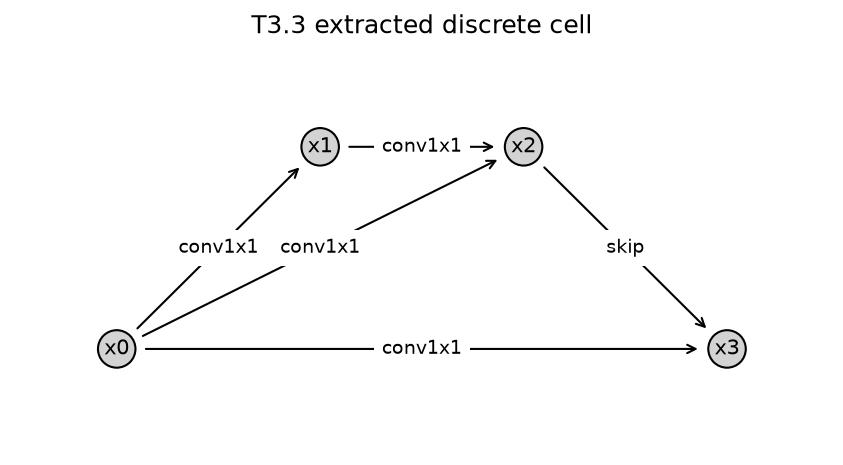 T3.3 extracted discrete cell
x1
conv1x1
x2
conv1x1
conv1x1
skip
x0
conv1x1
x3